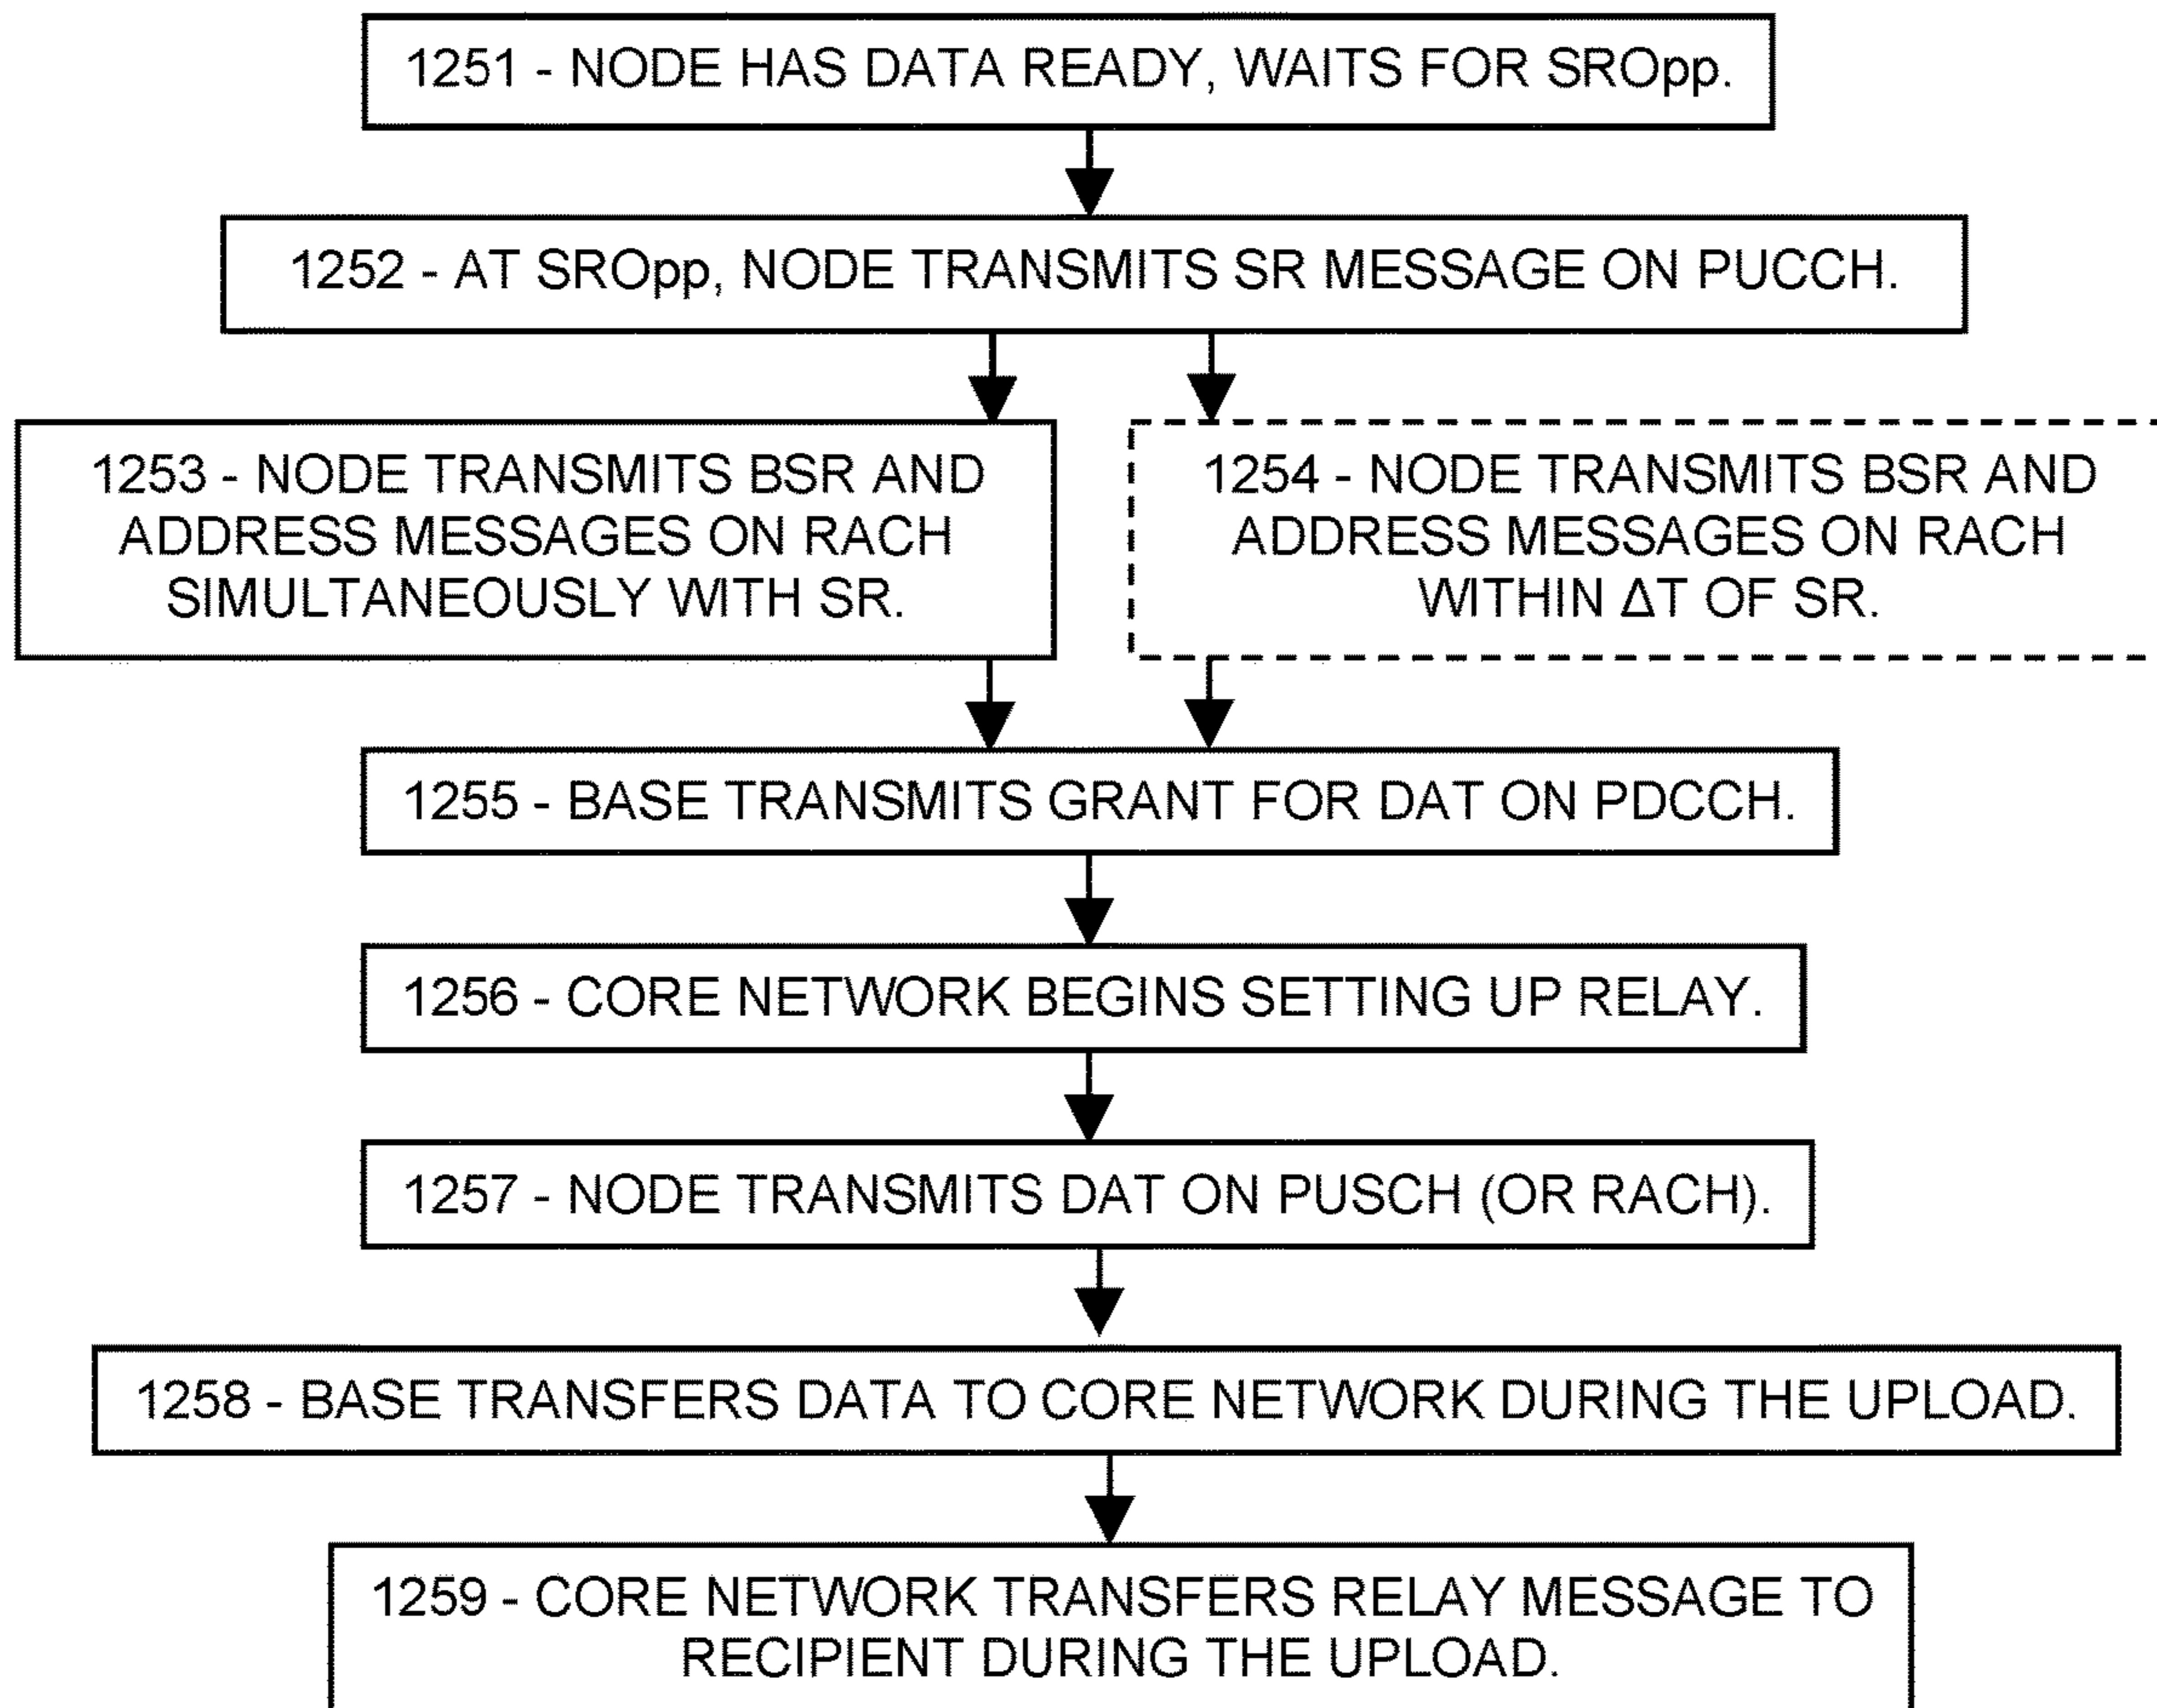 1251 - NODE HAS DATA READY, WAITS FOR SROpp.
1252 - AT SROpp, NODE TRANSMITS SR MESSAGE ON PUCCH.
1253 - NODE TRANSMITS BSR AND
ADDRESS MESSAGES ON RACH
SIMULTANEOUSLY WITH SR.
1254 - NODE TRANSMITS BSR AND
ADDRESS MESSAGES ON RACH
WITHIN ΔT OF SR.
1255 - BASE TRANSMITS GRANT FOR DAT ON PDCCH.
1256 - CORE NETWORK BEGINS SETTING UP RELAY.
1257 - NODE TRANSMITS DAT ON PUSCH (OR RACH).
1258 - BASE TRANSFERS DATA TO CORE NETWORK DURING THE UPLOAD.
1259 - CORE NETWORK TRANSFERS RELAY MESSAGE TO
RECIPIENT DURING THE UPLOAD.